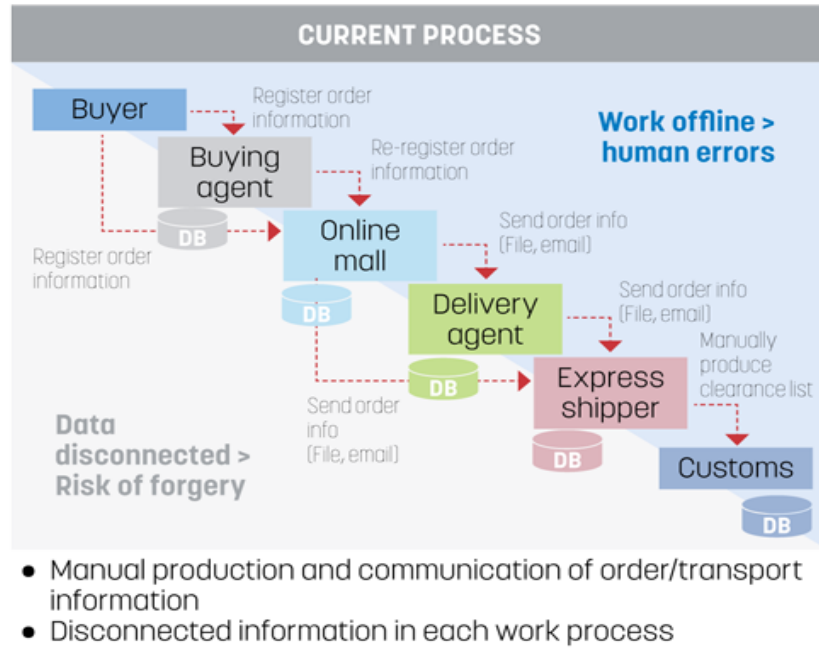 CURRENT PROCESS
Buyer
Register order
information
Work offline >
human errors
Buying
agent
Re-register order
information
DB
Register order
information
Online
mall
Send order info
(File, email)
DB
Delivery
agent
Send order info
(File, email)
DB
Manually
produce
clearance list
Express
shipper
Send order
info
(File, email)
Data
disconnected >
Risk of forgery
DB
Customs
DB
• Manual production and communication of order/transport
information
• Disconnected information in each work process